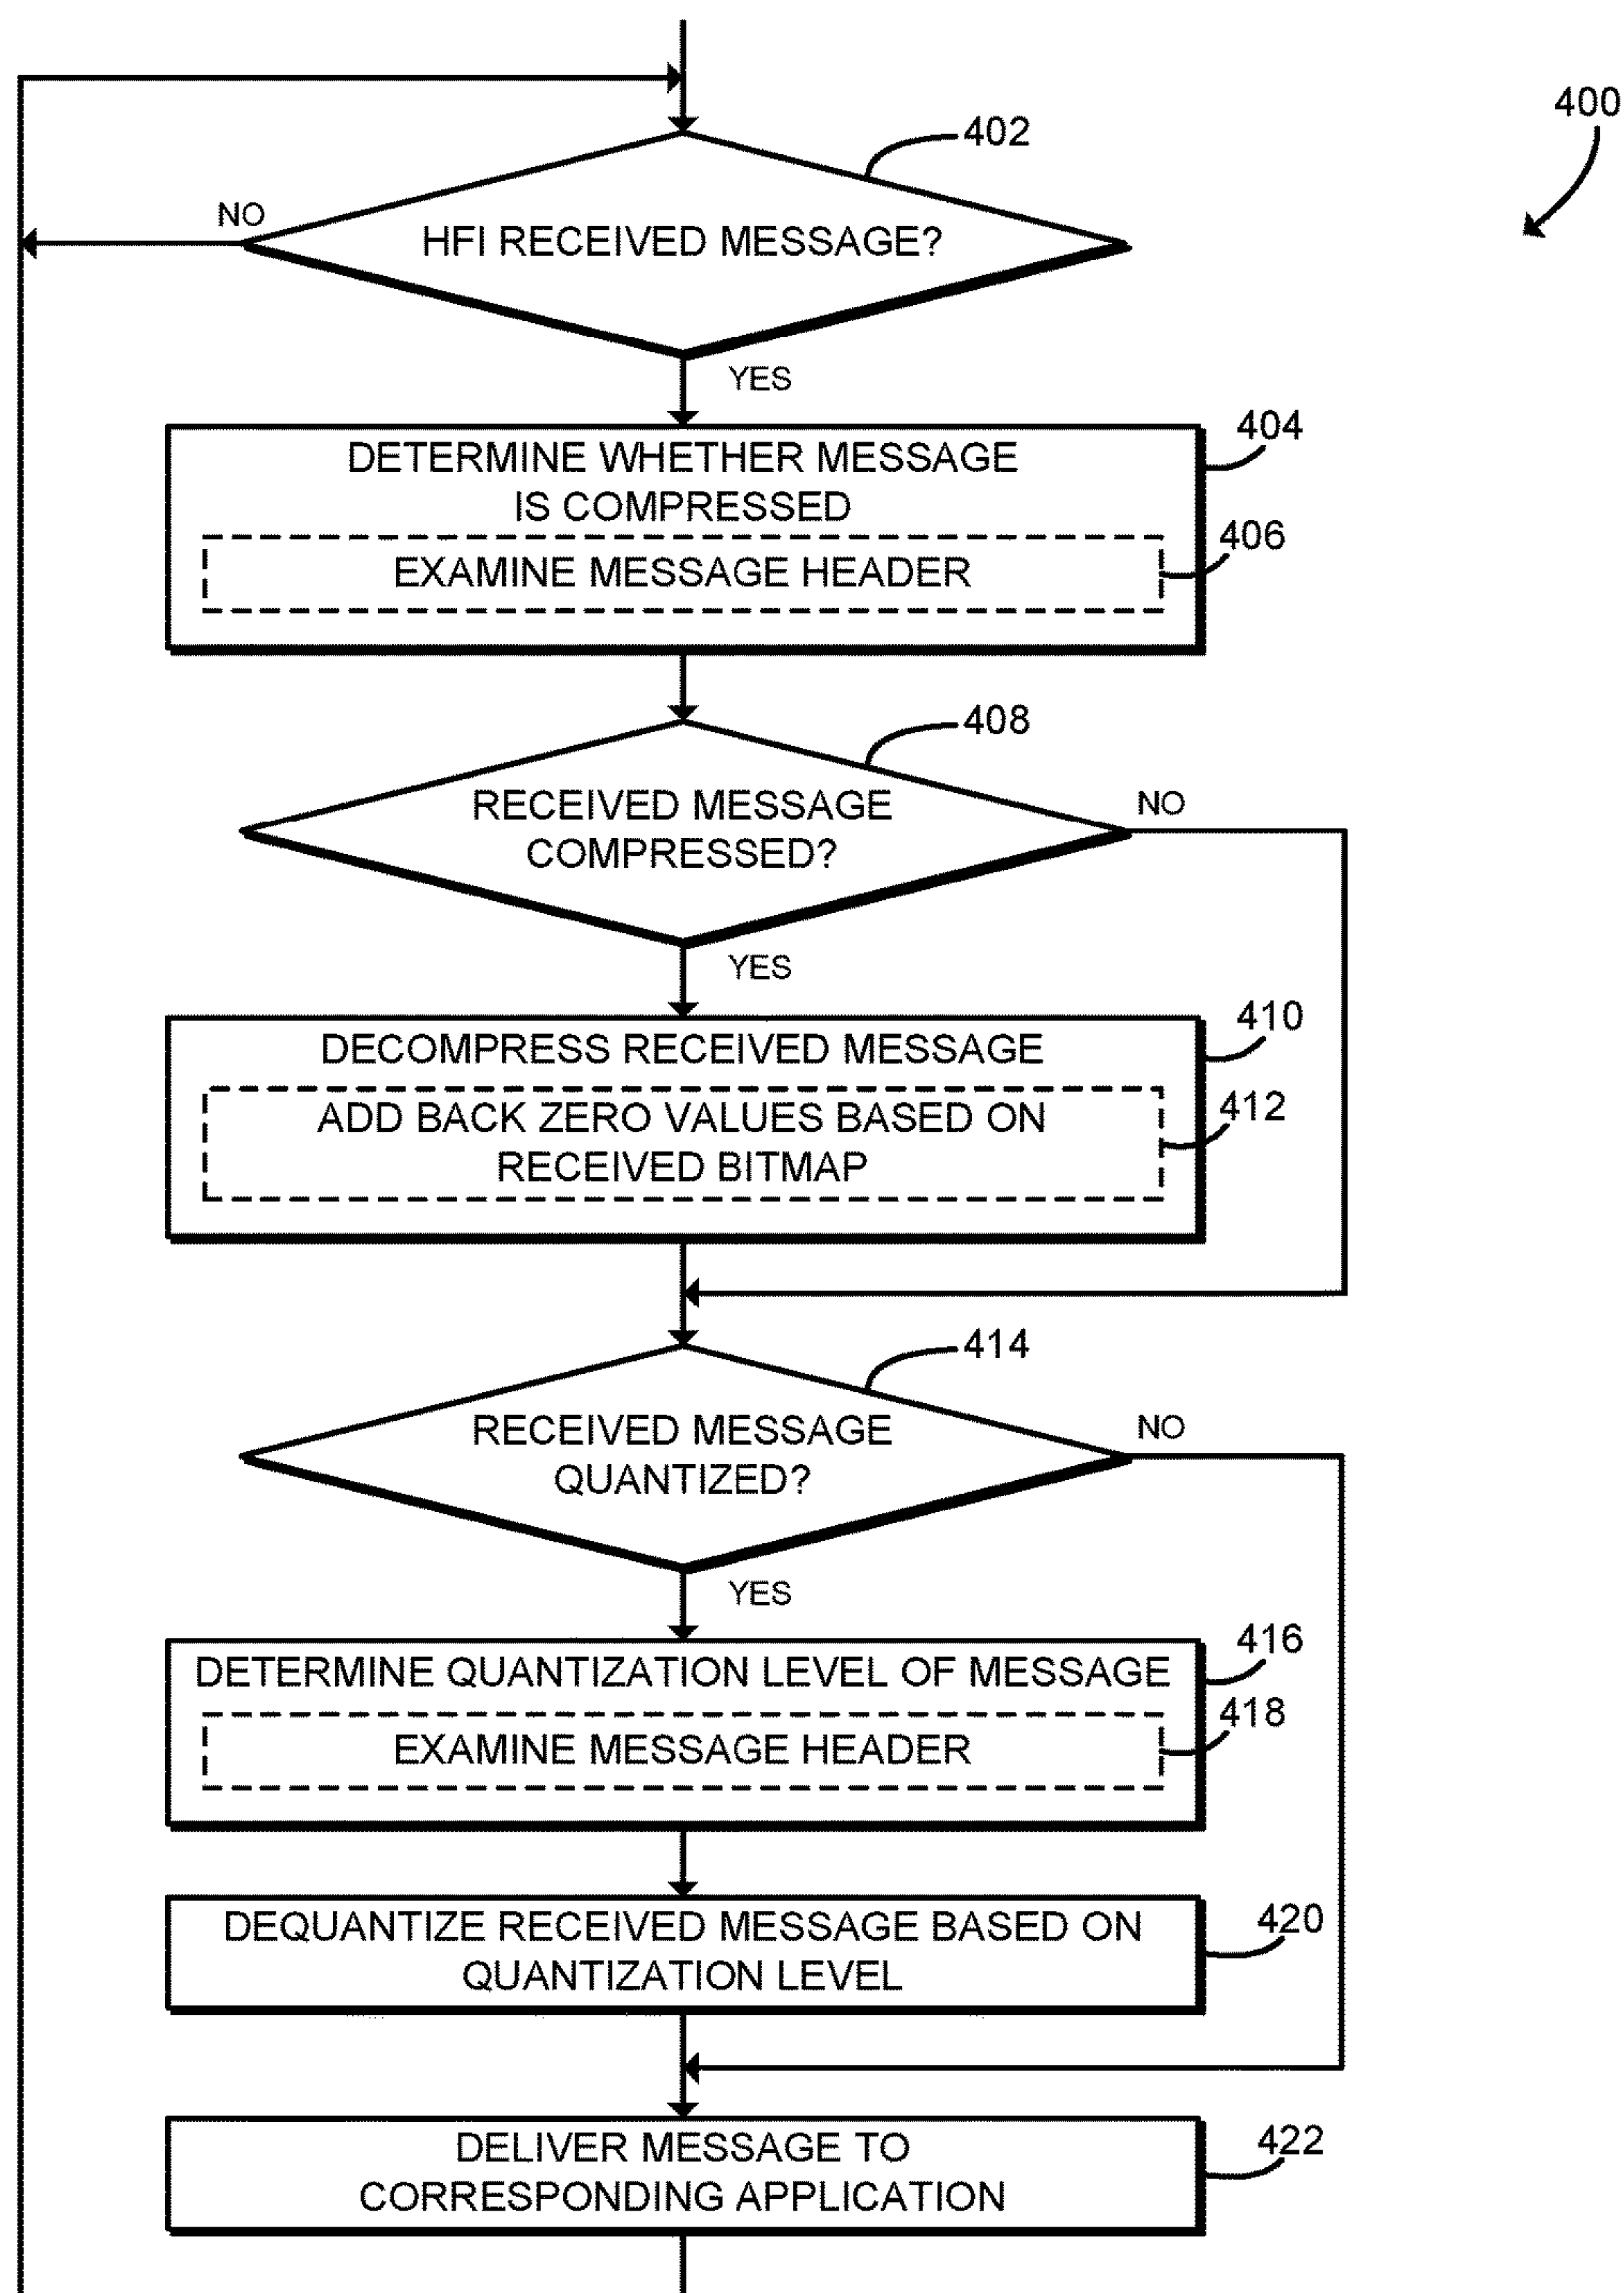 400
402
NO
HFI RECEIVED MESSAGE?
YES
404
DETERMINE WHETHER MESSAGE
IS COMPRESSED
406
EXAMINE MESSAGE HEADER
408
RECEIVED MESSAGE
COMPRESSED?
NO
YES
410
DECOMPRESS RECEIVED MESSAGE
412
ADD BACK ZERO VALUES BASED ON
RECEIVED BITMAP
414
RECEIVED MESSAGE
QUANTIZED?
NO
YES
416
DETERMINE QUANTIZATION LEVEL OF MESSAGE
418
EXAMINE MESSAGE HEADER
420
DEQUANTIZE RECEIVED MESSAGE BASED ON
QUANTIZATION LEVEL
422
DELIVER MESSAGE TO
CORRESPONDING APPLICATION